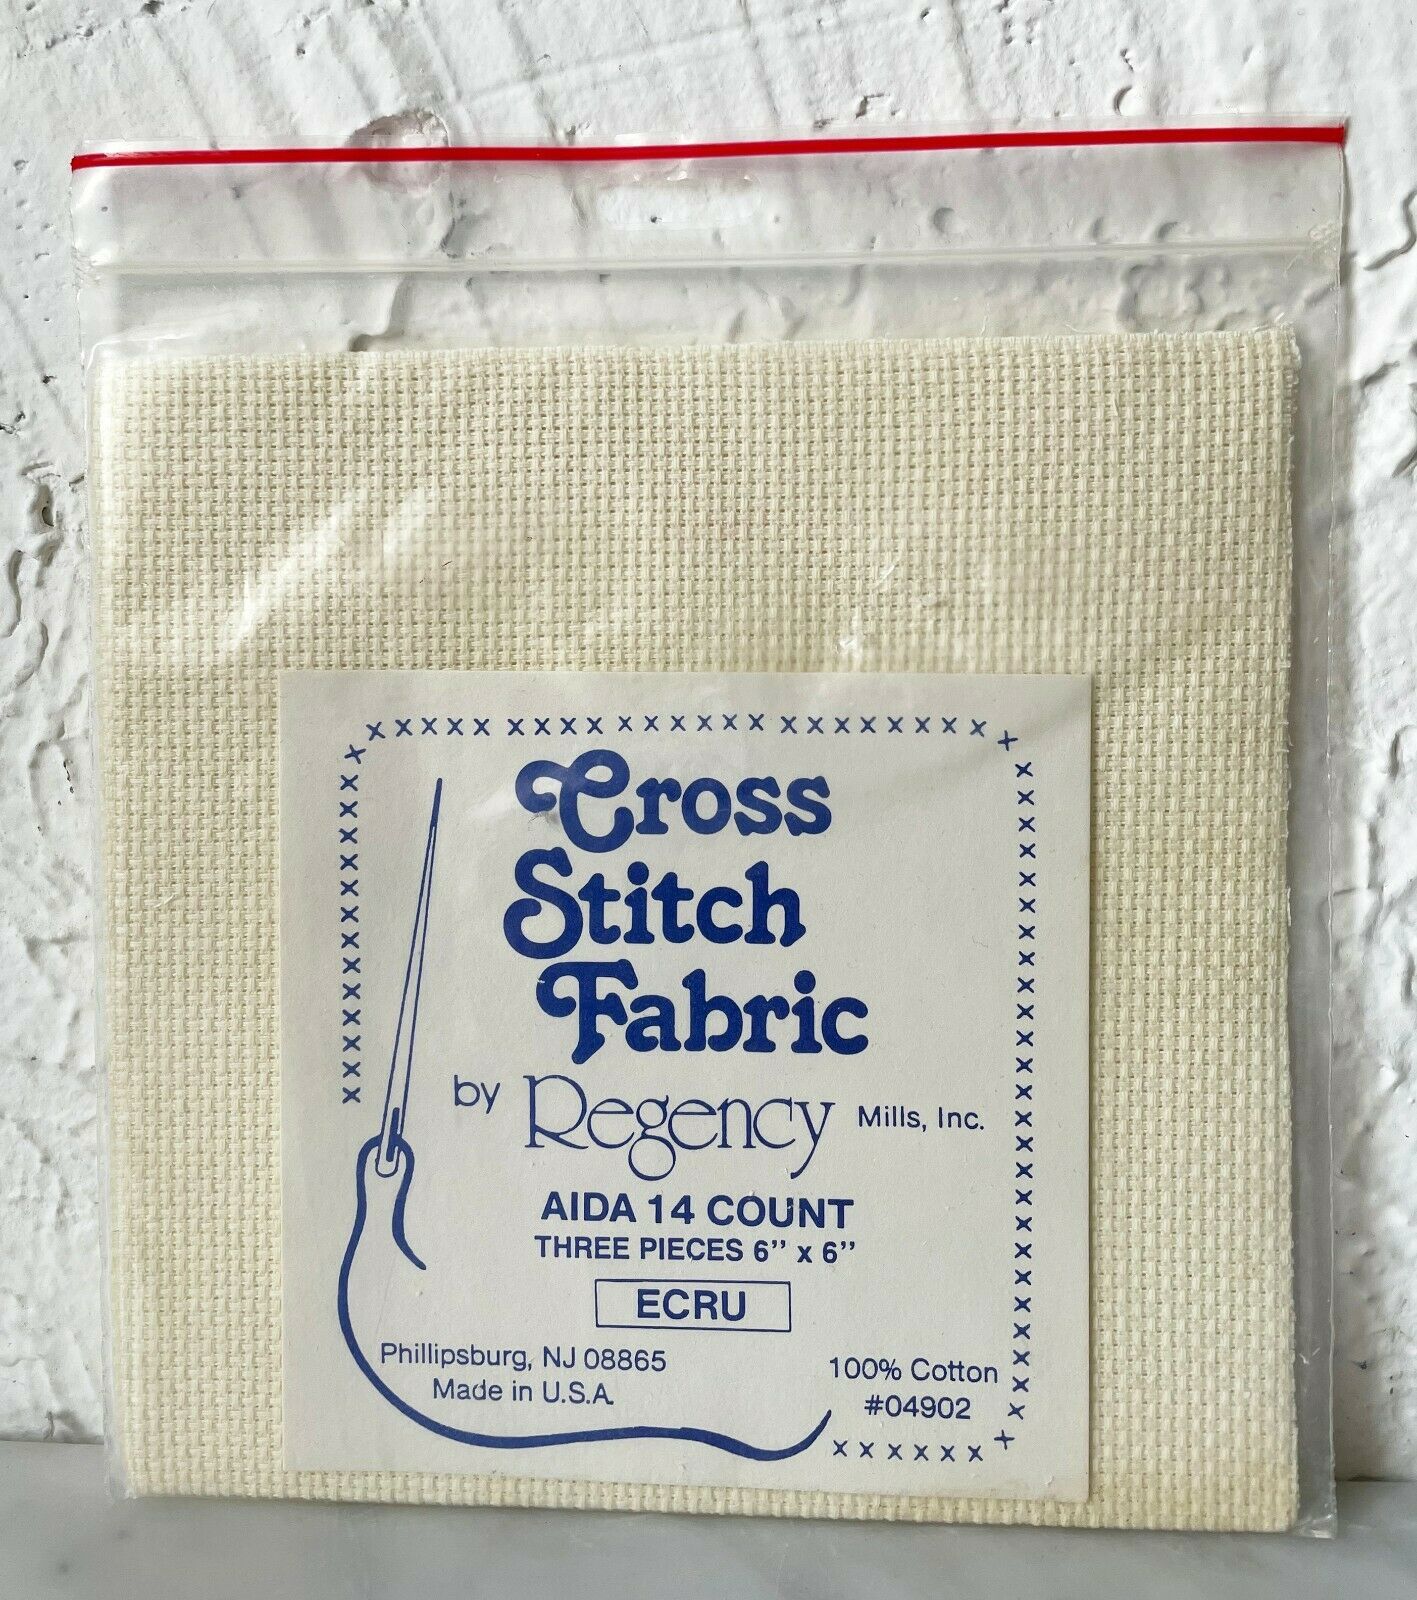 Cross
Stitch
Fabric
by Regency Mills, Inc.
AIDA 14 COUNT
THREE PIECES 6" x 6"
ECRU
Phillipsburg, NJ 08865
Made in U.S.A.
100% Cotton
#04902